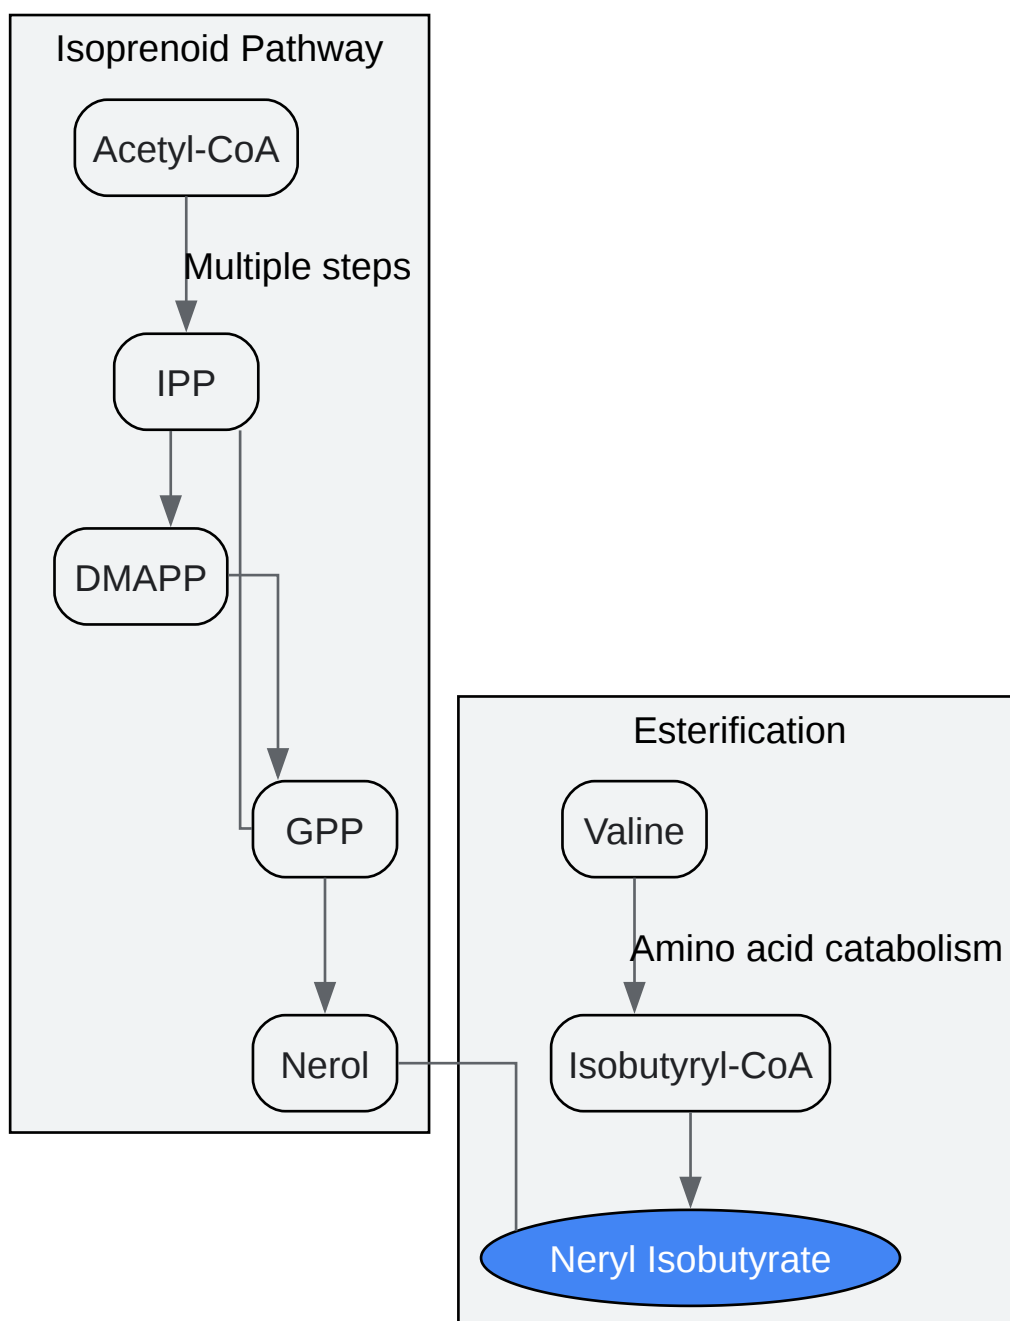 Isoprenoid Pathway
Acetyl-CoA
Multiple steps
IPP
DMAPP
GPP
Nerol
Esterification
Valine
Amino acid catabolism
Isobutyryl-CoA
Neryl Isobutyrate